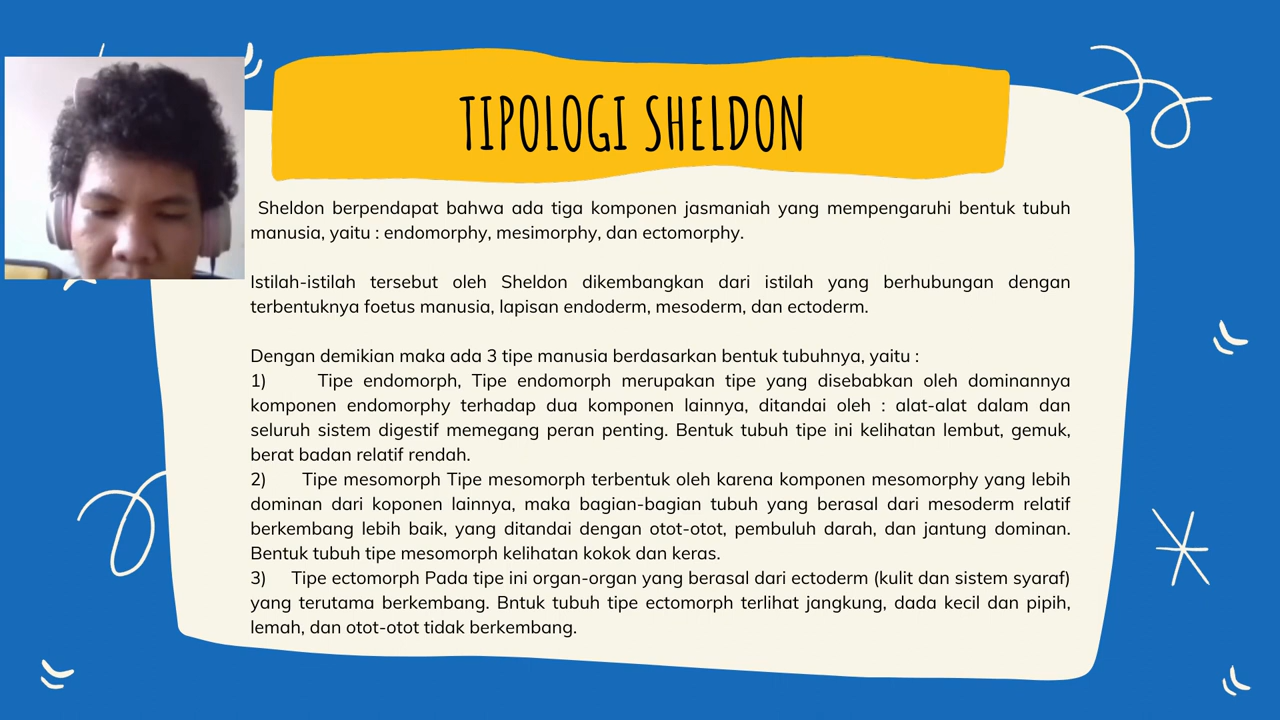 TIPOLOGI SHELDON
Sheldon berpendapat bahwa ada tiga komponen jasmaniah yang mempengaruhi bentuk tubuh
manusia, yaitu : endomorphy, mesimorphy, dan ectomorphy.
Istilah-istilah tersebut oleh Sheldon dikembangkan dari istilah yang berhubungan dengan
terbentuknya foetus manusia, lapisan endoderm, mesoderm, dan ectoderm.
Dengan demikian maka ada 3 tipe manusia berdasarkan bentuk tubuhnya, yaitu :
1) Tipe endomorph, Tipe endomorph merupakan tipe yang disebabkan oleh dominannya
komponen endomorphy terhadap dua komponen lainnya, ditandai oleh : alat-alat dalam dan
seluruh sistem digestif memegang peran penting. Bentuk tubuh tipe ini kelihatan lembut, gemuk,
berat badan relatif rendah.
2) Tipe mesomorph Tipe mesomorph terbentuk oleh karena komponen mesomorphy yang lebih
dominan dari koponen lainnya, maka bagian-bagian tubuh yang berasal dari mesoderm relatif
berkembang lebih baik, yang ditandai dengan otot-otot, pembuluh darah, dan jantung dominan.
Bentuk tubuh tipe mesomorph kelihatan kokok dan keras.
3) Tipe ectomorph Pada tipe ini organ-organ yang berasal dari ectoderm (kulit dan sistem syaraf)
yang terutama berkembang. Bntuk tubuh tipe ectomorph terlihat jangkung, dada kecil dan pipih,
lemah, dan otot-otot tidak berkembang.